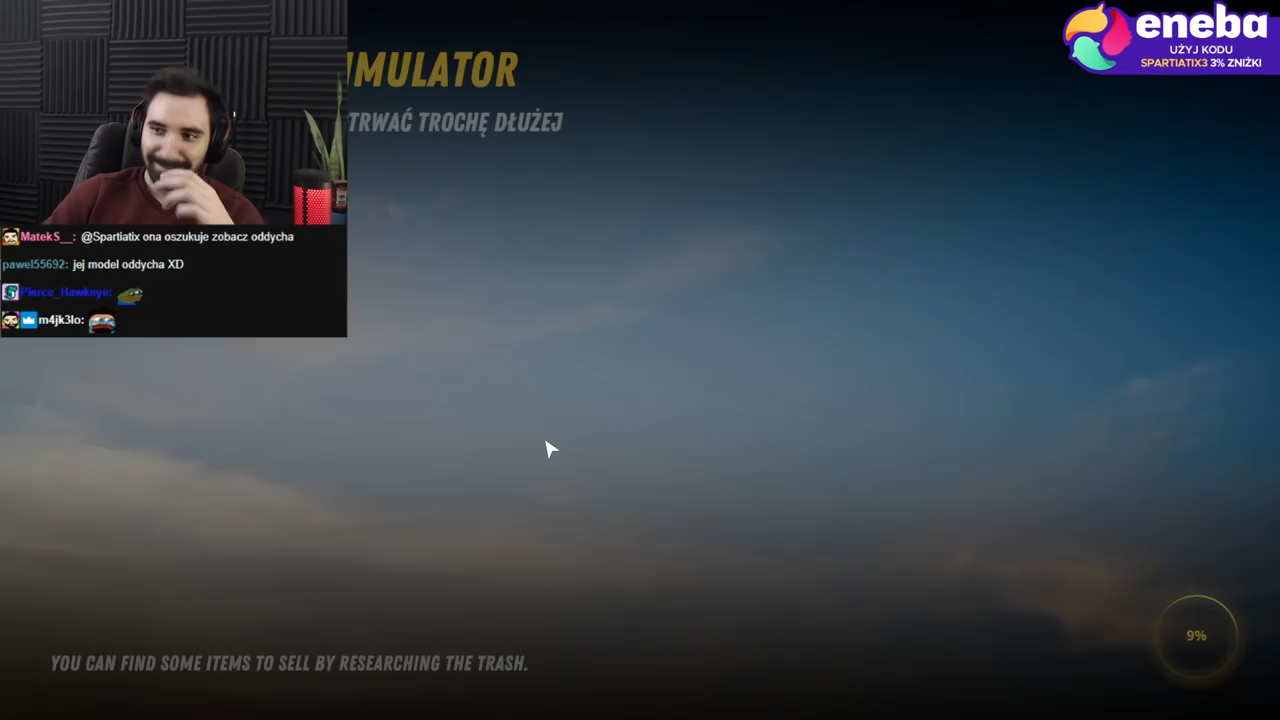 eneba
UŻYJ KODU
SPARTIATIX3 3% ZNIŻKI
IMULATOR
TRWAĆ TROCHĘ DŁUŻEJ
MatekS__: @Spartiatix ona oszukuje zobacz oddycha
pawel55692: jej model oddycha XD
Pierce_Hawkeye:
m4jk3lo:
9%
YOU CAN FIND SOME ITEMS TO SELL BY RESEARCHING THE TRASH.